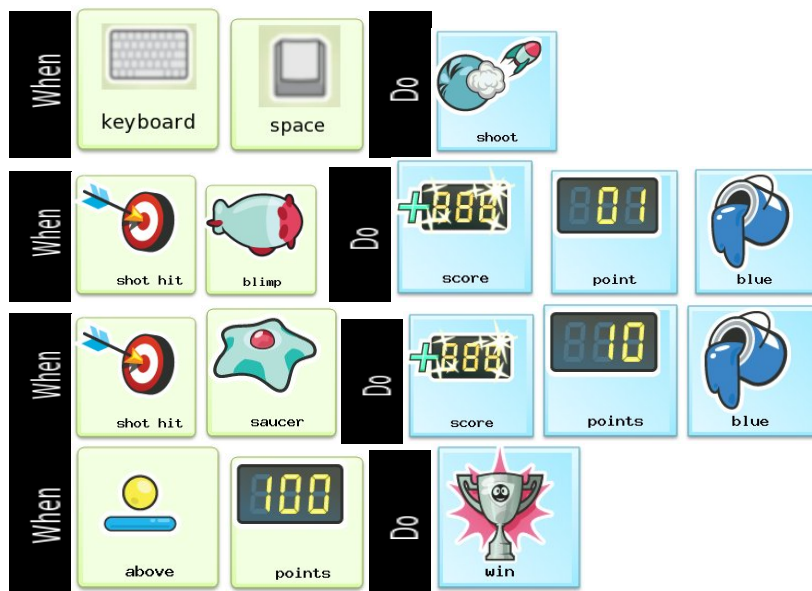 When keyboard space Do shoot
When shot hit blimp Do score 01 point blue
When shot hit saucer Do score 10 points blue
When above 100 points Do win